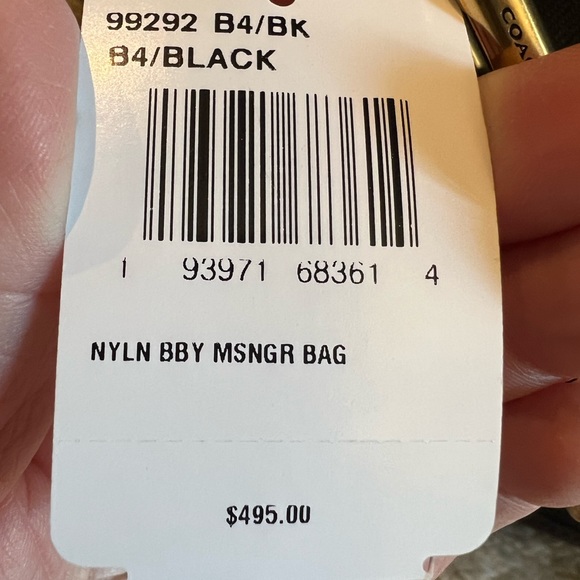 99292 B4/BK
B4/BLACK
1 93971 68361 4
NYLN BBY MSNGR BAG
$495.00